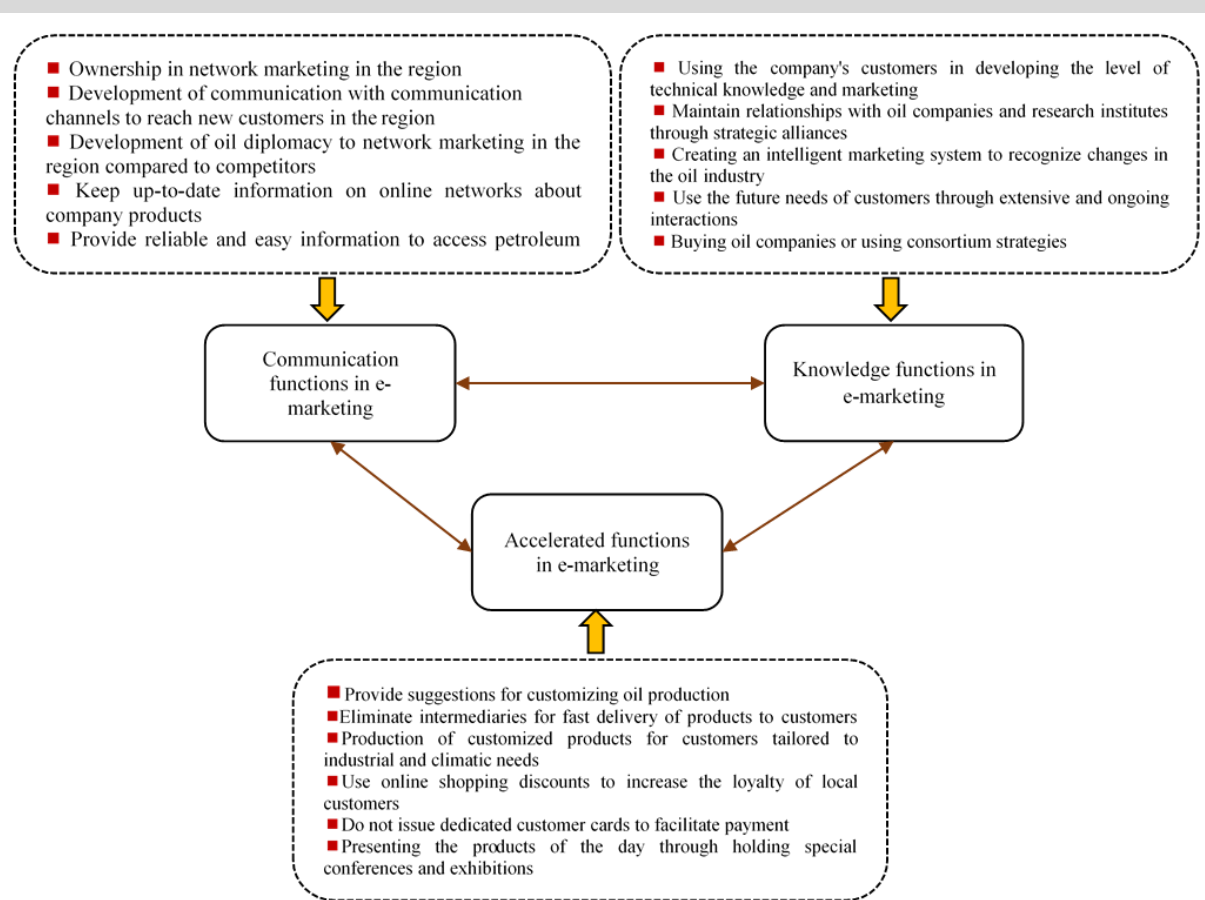 ■ Ownership in network marketing in the region
■ Development of communication with communication
channels to reach new customers in the region
■ Development of oil diplomacy to network marketing in the
region compared to competitors
■ Keep up-to-date information on online networks about
company products
■ Provide reliable and easy information to access petroleum
■ Using the company's customers in developing the level of
technical knowledge and marketing
■ Maintain relationships with oil companies and research institutes
through strategic alliances
■ Creating an intelligent marketing system to recognize changes in
the oil industry
■ Use the future needs of customers through extensive and ongoing
interactions
■ Buying oil companies or using consortium strategies
Communication
functions in e-
marketing
Knowledge functions in
e-marketing
Accelerated functions
in e-marketing
■ Provide suggestions for customizing oil production
■Eliminate intermediaries for fast delivery of products to customers
■Production of customized products for customers tailored to
industrial and climatic needs
■Use online shopping discounts to increase the loyalty of local
customers
■Do not issue dedicated customer cards to facilitate payment
■Presenting the products of the day through holding special
conferences and exhibitions